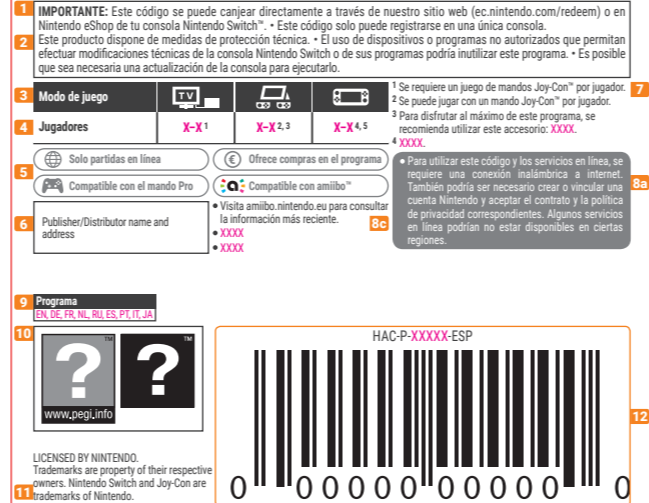 1
IMPORTANTE: Este código se puede canjear directamente a través de nuestro sitio web (ec.nintendo.com/redeem) o en
Nintendo eShop de tu consola Nintendo Switch™. • Este código solo puede registrarse en una única consola.
2
Este producto dispone de medidas de protección técnica. • El uso de dispositivos o programas no autorizados que permitan
efectuar modificaciones técnicas de la consola Nintendo Switch o de sus programas podría inutilizar este programa. • Es posible
que sea necesaria una actualización de la consola para ejecutarlo.
3
Modo de juego
TV
4
Jugadores
X–X 1
X–X 2, 3
X–X 4, 5
7
1 Se requiere un juego de mandos Joy-Con™ por jugador.
2 Se puede jugar con un mando Joy-Con™ por jugador.
3 Para disfrutar al máximo de este programa, se
recomienda utilizar este accesorio: XXXX.
4 XXXX.
5
Solo partidas en línea
€ Ofrece compras en el programa
Compatible con el mando Pro
Compatible con amiibo™
8a
• Para utilizar este código y los servicios en línea, se
requiere una conexión inalámbrica a internet.
También podría ser necesario crear o vincular una
cuenta Nintendo y aceptar el contrato y la política
de privacidad correspondientes. Algunos servicios
en línea podrían no estar disponibles en ciertas
regiones.
6
Publisher/Distributor name and
address
• Visita amiibo.nintendo.eu para consultar
la información más reciente.
8c
• XXXX
• XXXX
9
Programa
EN, DE, FR, NL, RU, ES, PT, IT, JA
10
? TM
? TM
www.pegi.info
HAC-P-XXXXX-ESP
12
0 00000 00000 0
LICENSED BY NINTENDO.
Trademarks are property of their respective
owners. Nintendo Switch and Joy-Con are
11
trademarks of Nintendo.